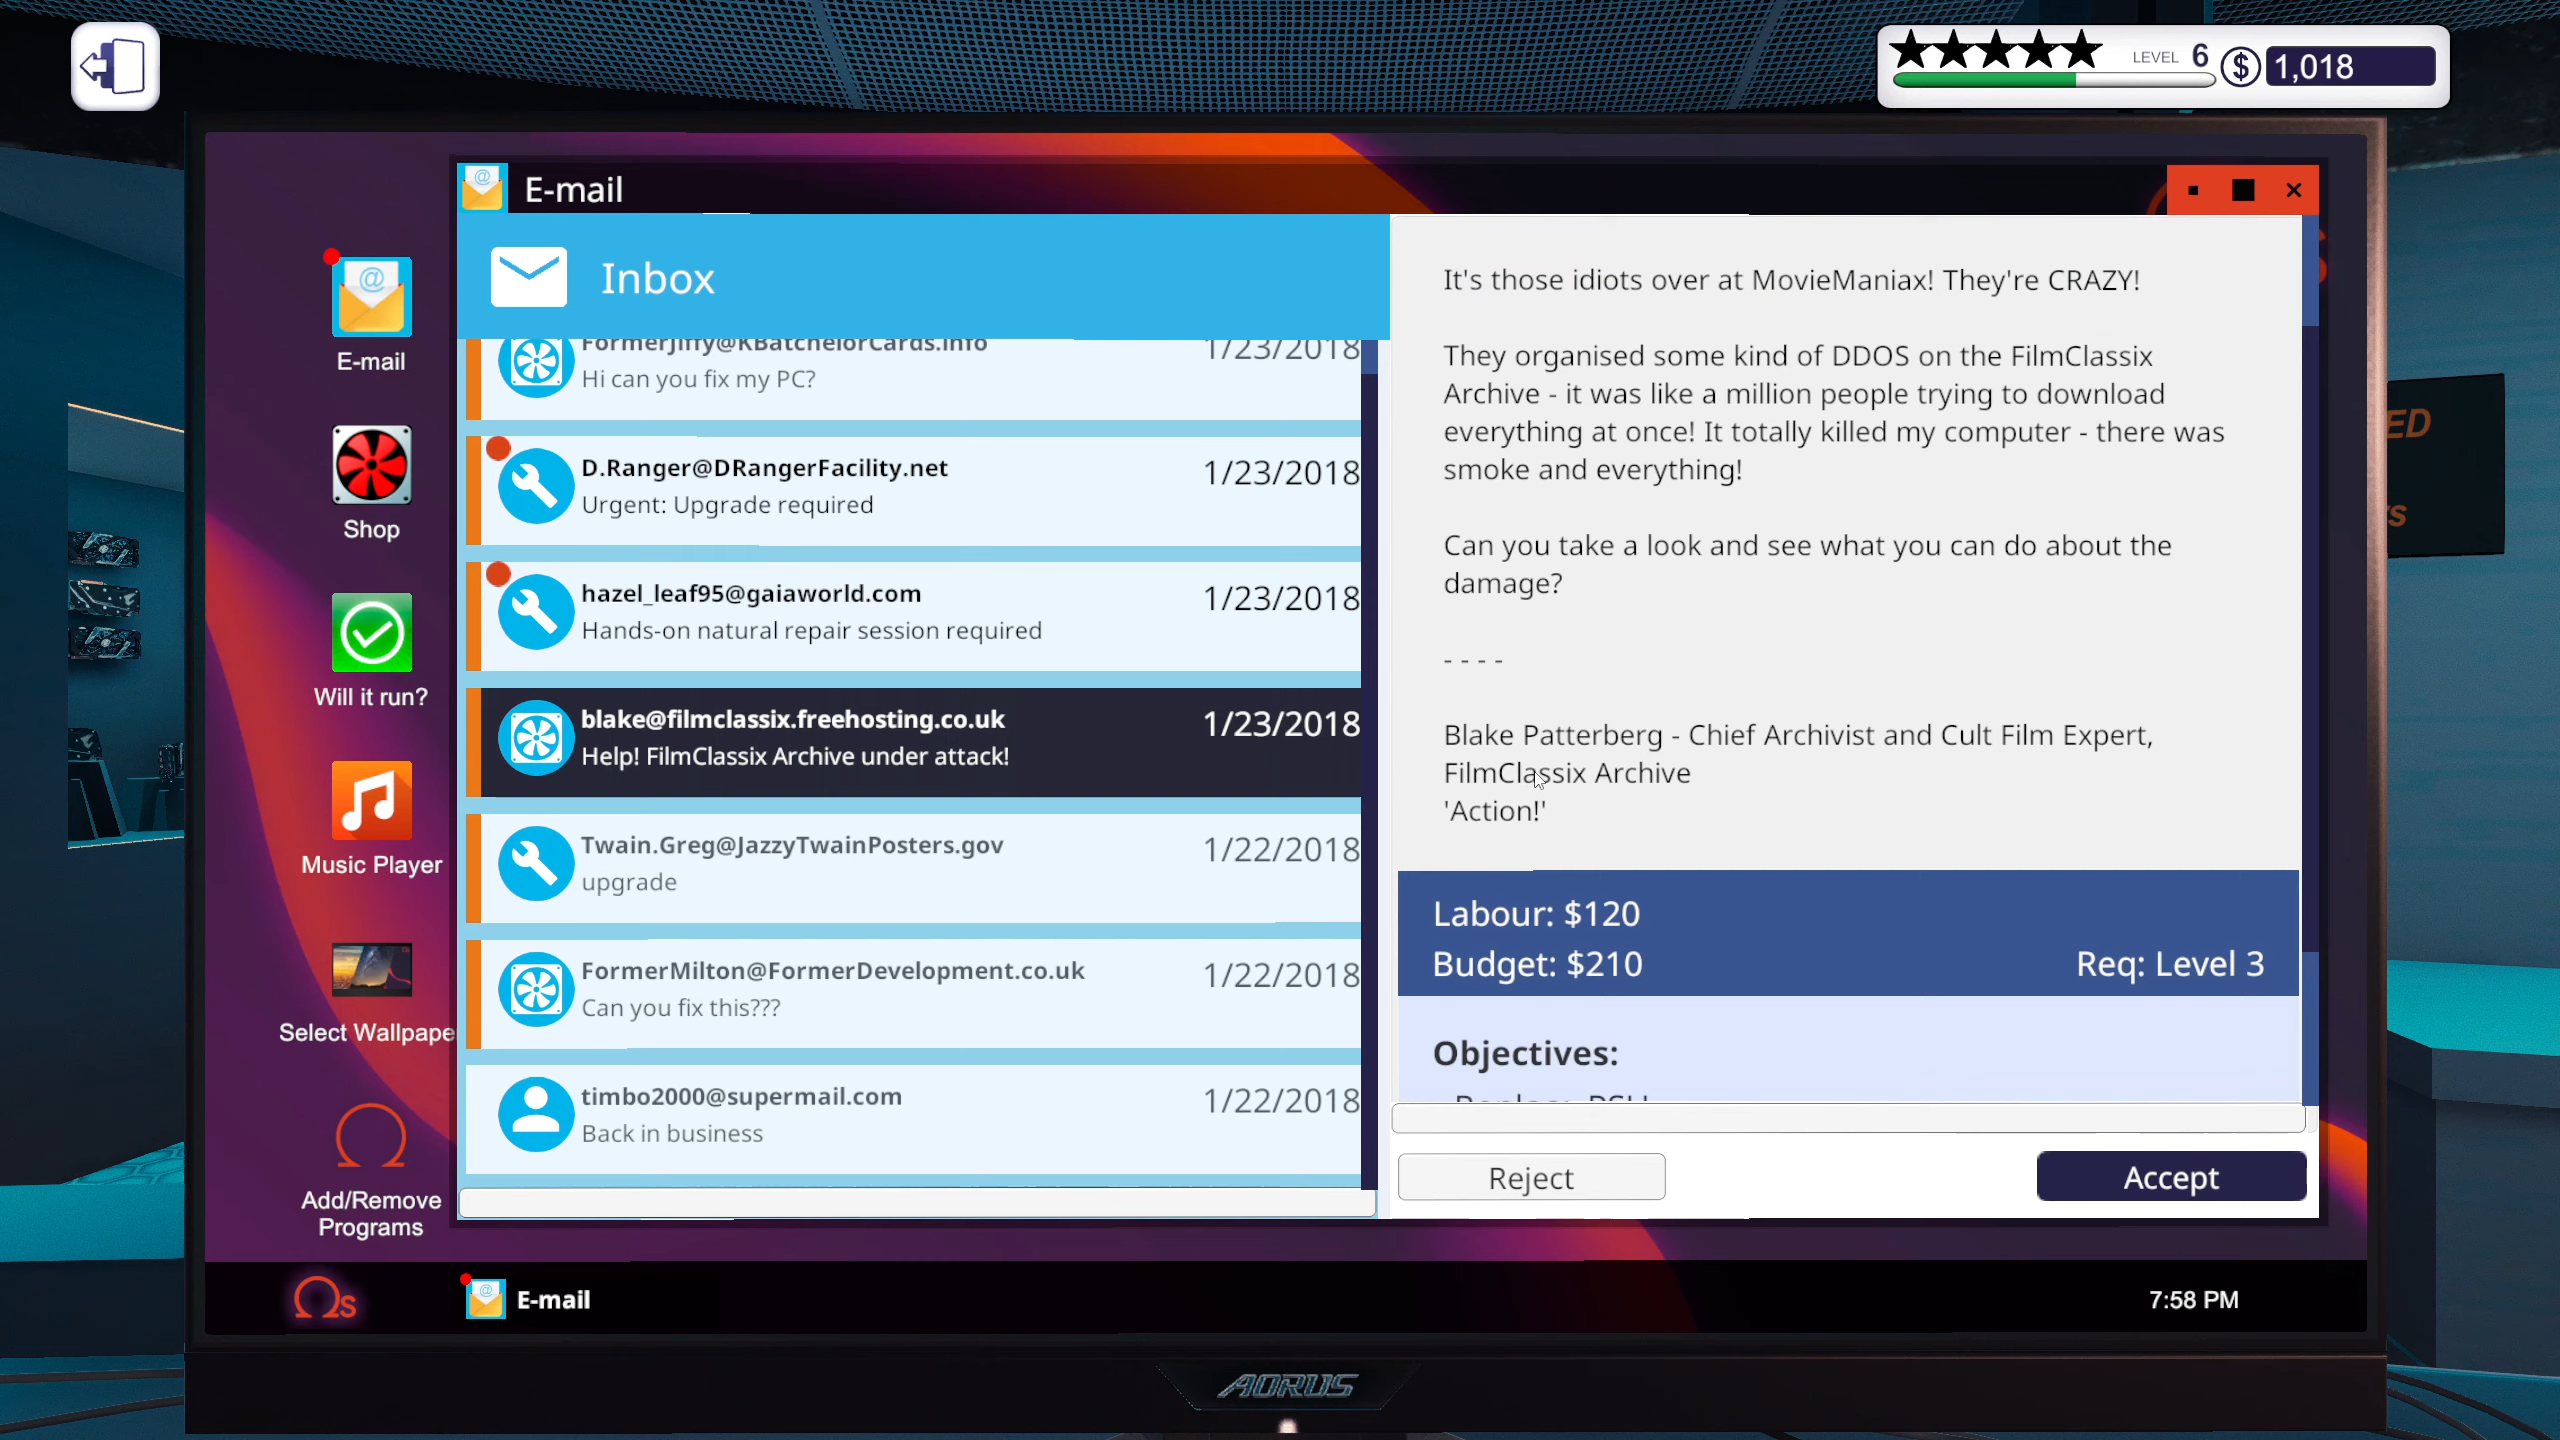 LEVEL 6
$ 1,018
E-mail
Inbox
FormerJiffy@KBatchelorCards.info
1/23/2018
Hi can you fix my PC?
D.Ranger@DRangerFacility.net
1/23/2018
Urgent: Upgrade required
hazel_leaf95@gaiaworld.com
1/23/2018
Hands-on natural repair session required
blake@filmclassix.freehosting.co.uk
1/23/2018
Help! FilmClassix Archive under attack!
Twain.Greg@JazzyTwainPosters.gov
1/22/2018
upgrade
FormerMilton@FormerDevelopment.co.uk
1/22/2018
Can you fix this???
timbo2000@supermail.com
1/22/2018
Back in business
It's those idiots over at MovieManiax! They're CRAZY!
They organised some kind of DDOS on the FilmClassix
Archive - it was like a million people trying to download
everything at once! It totally killed my computer - there was
smoke and everything!
Can you take a look and see what you can do about the
damage?
- - - -
Blake Patterberg - Chief Archivist and Cult Film Expert,
FilmClassix Archive
'Action!'
Labour: $120
Budget: $210
Req: Level 3
Objectives:
Reject
Accept
E-mail
Shop
Will it run?
Music Player
Select Wallpape
Add/Remove
Programs
Ωs
E-mail
7:58 PM
AORUS
ED